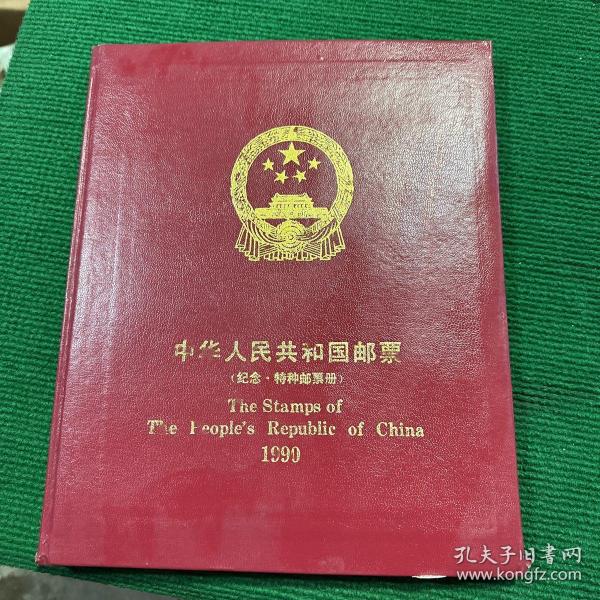 中华人民共和国邮票
(纪念·特种邮票册)
The Stamps of
The People's Republic of China
1990
孔夫子旧書网
www.kongfz.com